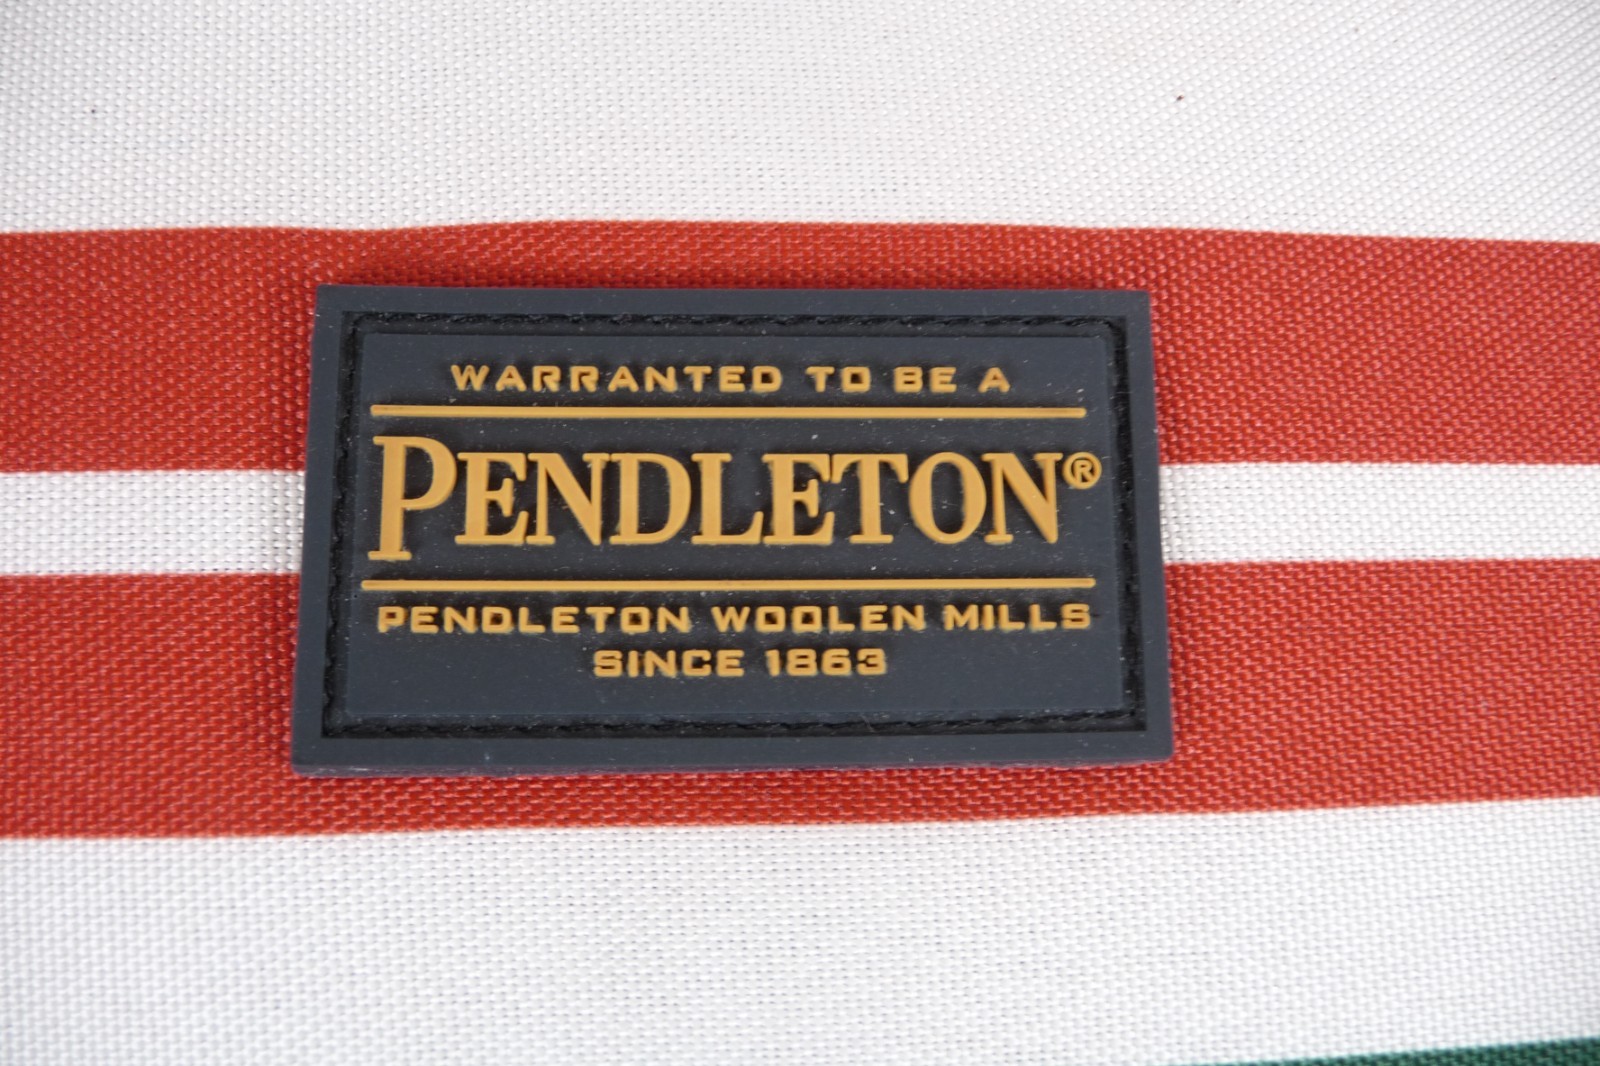 WARRANTED TO BE A
PENDLETON®
PENDLETON WOOLEN MILLS
SINCE 1863